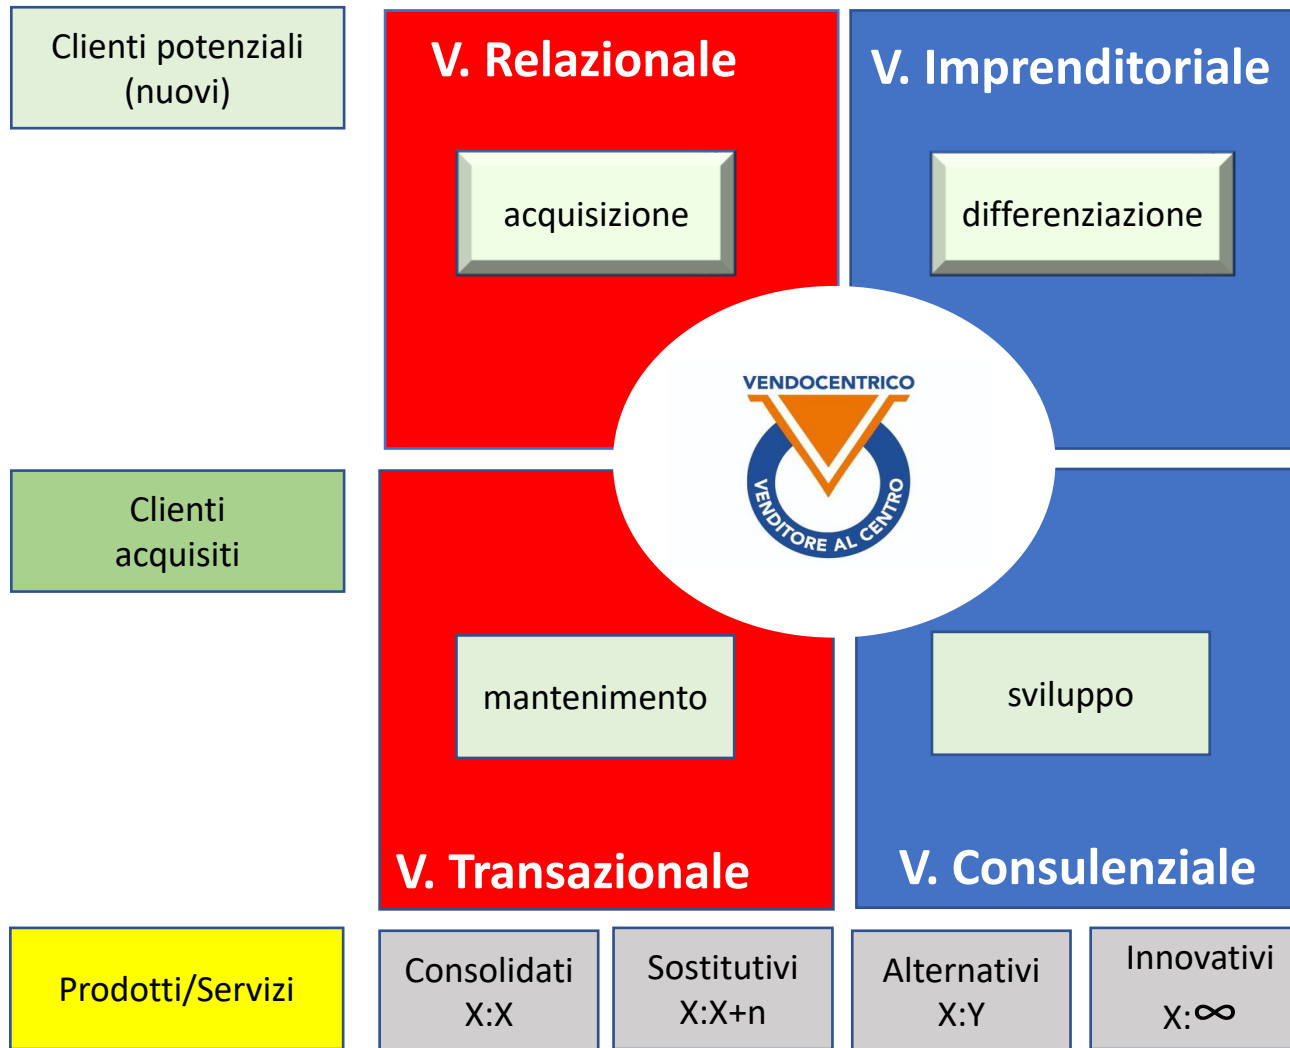 Clienti potenziali
(nuovi)
V. Relazionale
V. Imprenditoriale
acquisizione
differenziazione
VENDOCENTRICO
VENDITORE AL CENTRO
Clienti
acquisiti
mantenimento
sviluppo
V. Transazionale
V. Consulenziale
Prodotti/Servizi
Consolidati
X:X
Sostitutivi
X:X+n
Alternativi
X:Y
Innovativi
X:∞